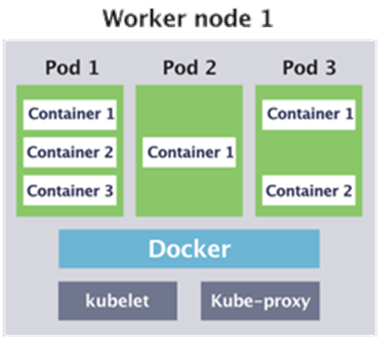 Worker node 1
Pod 1
Pod 2
Pod 3
Container 1
Container 2
Container 3
Container 1
Container 1
Container 2
Docker
kubelet
Kube-proxy